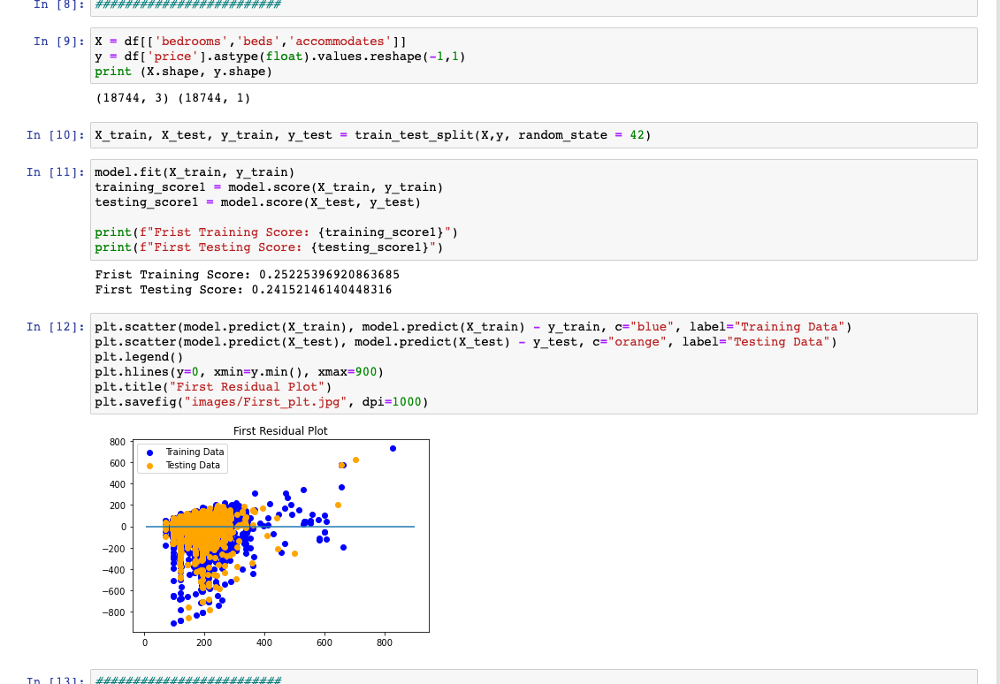 In [8]: ########################
In [9]: X = df[['bedrooms','beds','accommodates']]
y = df['price'].astype(float).values.reshape(-1,1)
print (X.shape, y.shape)
(18744, 3) (18744, 1)
In [10]: X_train, X_test, y_train, y_test = train_test_split(X,y, random_state = 42)
In [11]: model.fit(X_train, y_train)
training_score1 = model.score(X_train, y_train)
testing_score1 = model.score(X_test, y_test)
print(f"Frist Training Score: {training_score1}")
print(f"First Testing Score: {testing_score1}")
Frist Training Score: 0.25225396920863685
First Testing Score: 0.24152146140448316
In [12]: plt.scatter(model.predict(X_train), model.predict(X_train) - y_train, c="blue", label="Training Data")
plt.scatter(model.predict(X_test), model.predict(X_test) - y_test, c="orange", label="Testing Data")
plt.legend()
plt.hlines(y=0, xmin=y.min(), xmax=900)
plt.title("First Residual Plot")
plt.savefig("images/First_plt.jpg", dpi=1000)
First Residual Plot
Training Data
Testing Data
800
600
400
200
0
−200
−400
−600
−800
0 200 400 600 800
In [13]: ########################